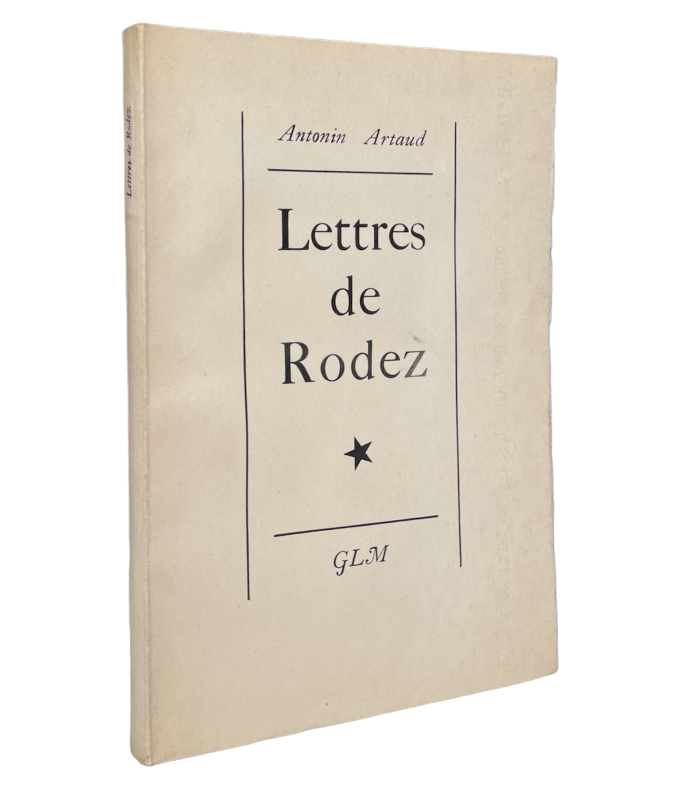 Lettres de Rodez
Antonin Artaud
Lettres
de
Rodez
GLM